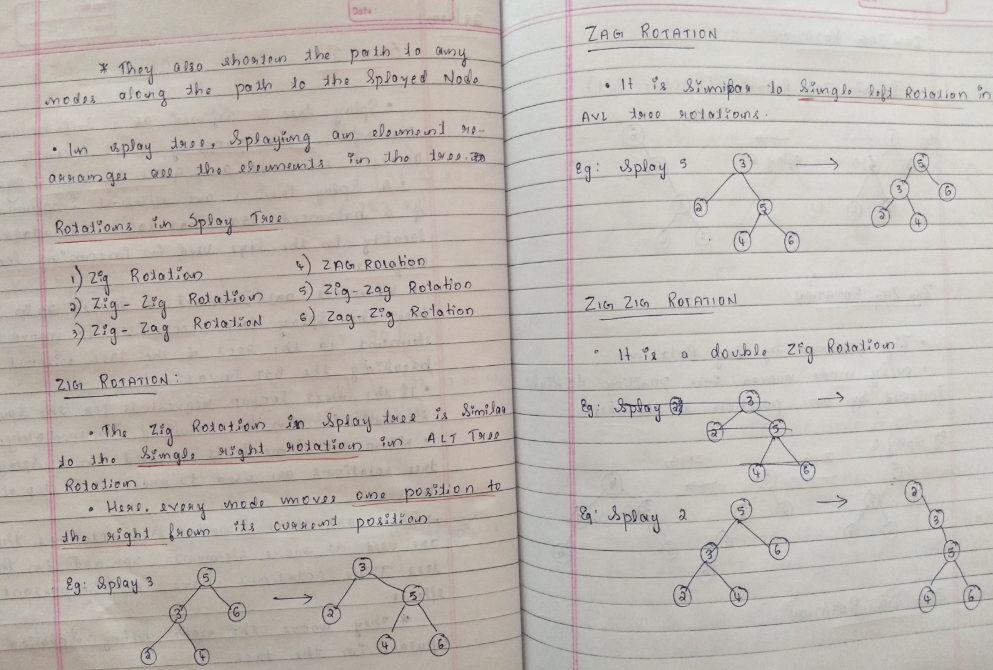 Date:
* They also shorten the path to any
nodes along the path to the Splayed Node
• In splay tree, Splaying an element re-
arranges all the elements in the tree.
Rotations in Splay Tree
1) Zig Rotation
2) Zig - Zig Rotation
3) Zig - Zag Rotation
4) ZAG Rotation
5) Zig - Zag Rotation
6) Zag - Zig Rotation
ZIG ROTATION:
• The Zig Rotation in Splay tree is Similar
to the Single right rotation in ALT Tree
Rotation
• Here, every node moves one position to
the right from its current position.
Eg: Splay 3
5
3 6
2 4
3
2 5
4 6
ZAG ROTATION
• It is Similar to Single left Rotation in
AVL tree rotations.
Eg: Splay 5
3
2 5
4 6
5
3 6
2 4
ZIG ZIG ROTATION
• It is a double Zig Rotation
Eg: Splay
3
2 5
4 6
Eg: Splay 2
5
3 6
2 4
2
3
5
4 6